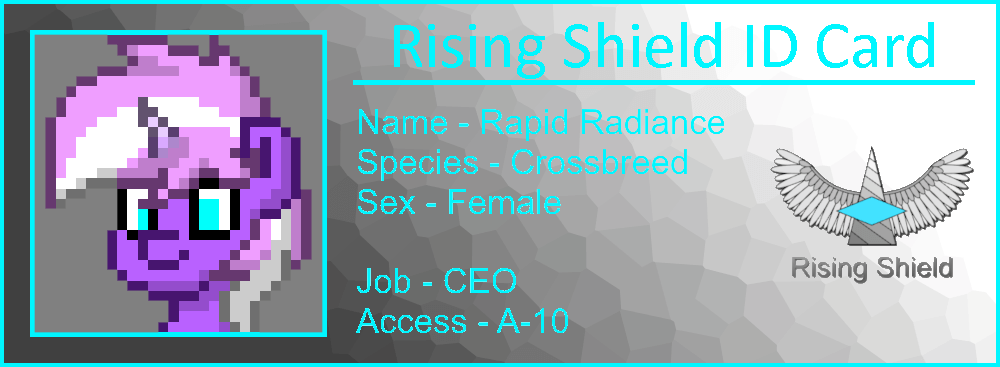 Rising Shield ID Card
Name - Rapid Radiance
Species - Crossbreed
Sex - Female
Job - CEO
Access - A-10
Rising Shield